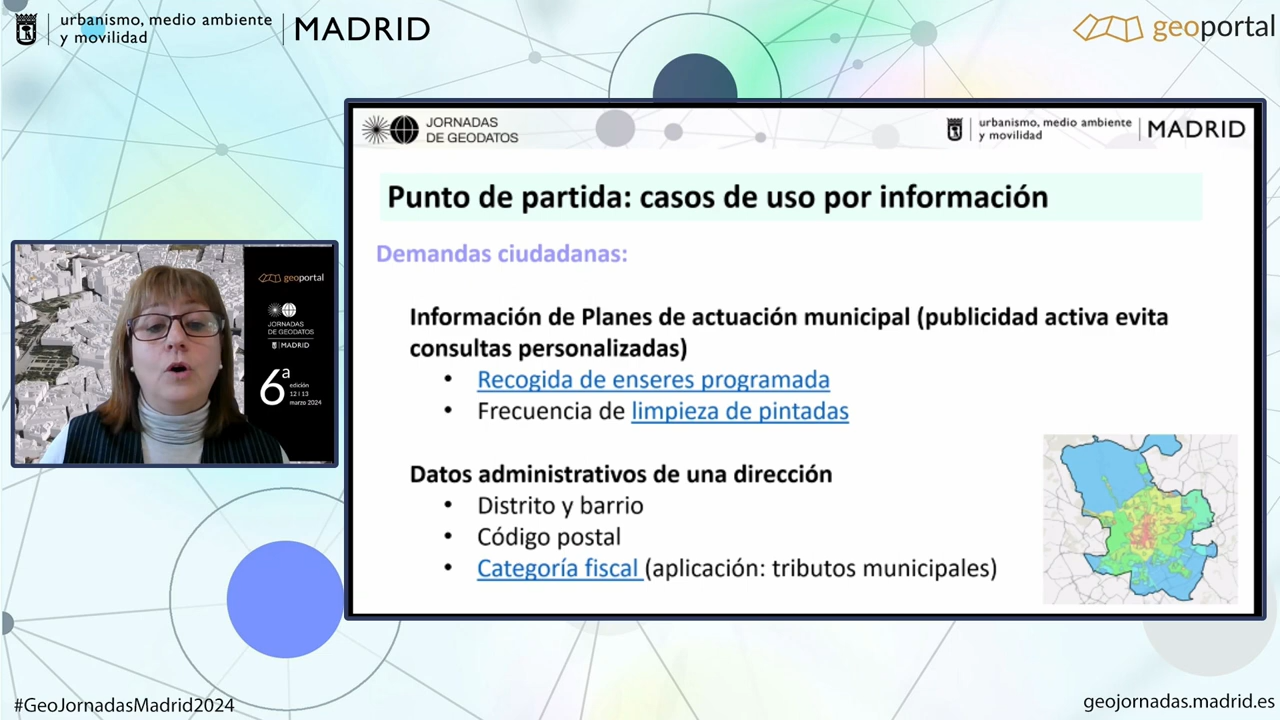 urbanismo, medio ambiente
y movilidad
MADRID
geoportal
JORNADAS
DE GEODATOS
urbanismo, medio ambiente
y movilidad
MADRID
Punto de partida: casos de uso por información
Demandas ciudadanas:
Información de Planes de actuación municipal (publicidad activa evita
consultas personalizadas)
• Recogida de enseres programada
• Frecuencia de limpieza de pintadas
Datos administrativos de una dirección
• Distrito y barrio
• Código postal
• Categoría fiscal (aplicación: tributos municipales)
geoportal
JORNADAS
DE GEODATOS
MADRID
6ª
edición
12 i 13
marzo 2024
#GeoJornadasMadrid2024
geojornadas.madrid.es